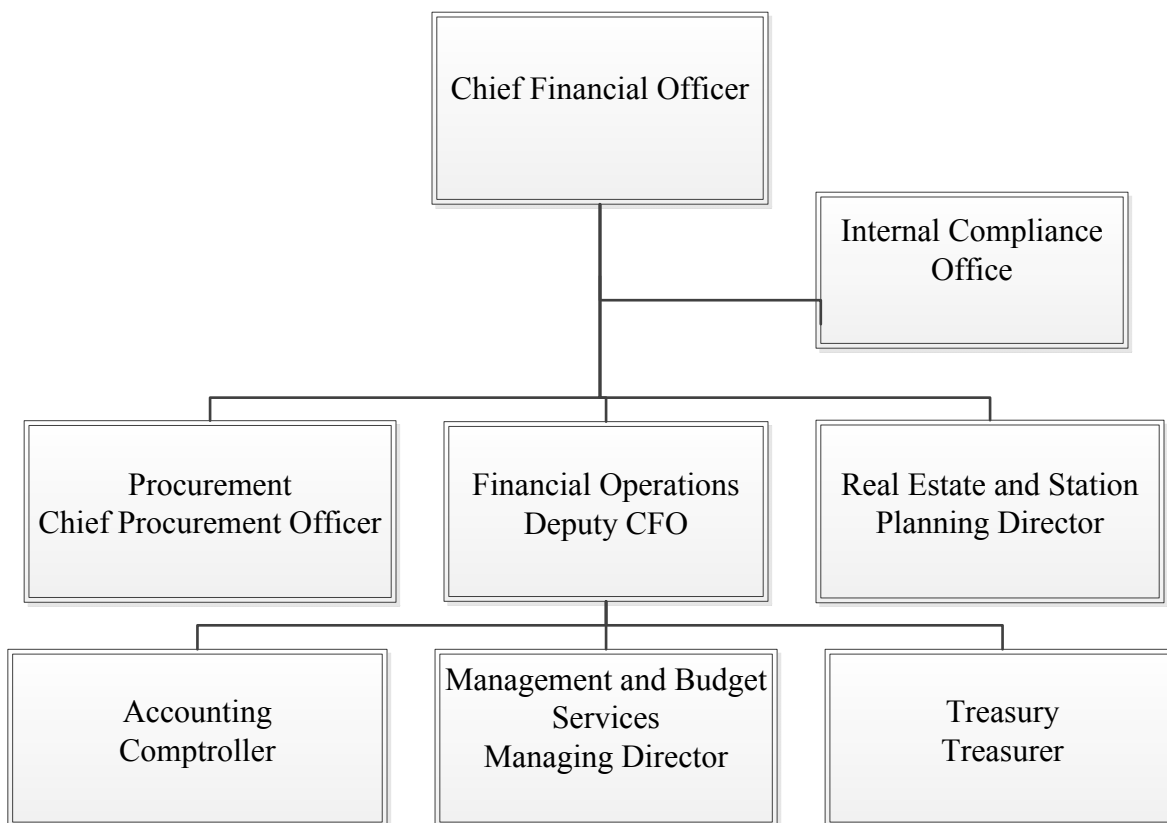 Chief Financial Officer
Internal Compliance
Office
Procurement
Chief Procurement Officer
Financial Operations
Deputy CFO
Real Estate and Station
Planning Director
Accounting
Comptroller
Management and Budget
Services
Managing Director
Treasury
Treasurer